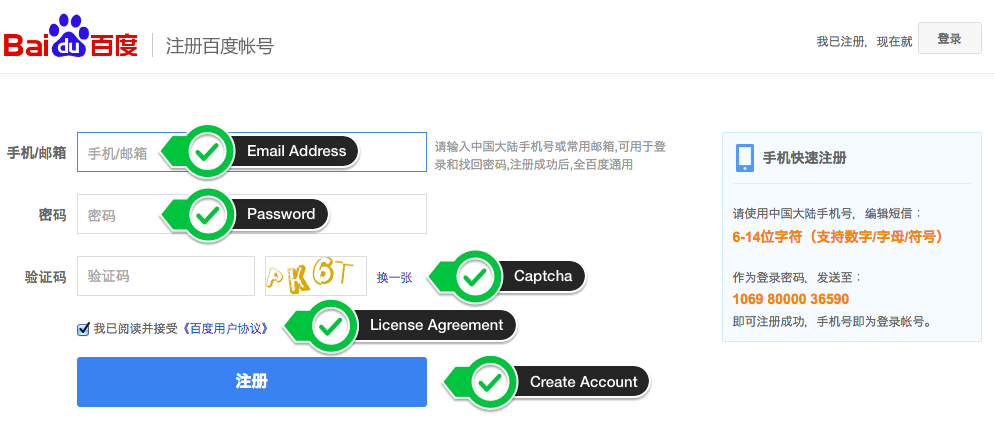 Bai du 百度 注册百度帐号
我已注册，现在就 登录
手机/邮箱 手机/邮箱 Email Address
请输入中国大陆手机号或常用邮箱,可用于登
录和找回密码,注册成功后,全百度通用
密码 密码 Password
验证码 验证码 PK6T 换一张 Captcha
我已阅读并接受《百度用户协议》 License Agreement
注册 Create Account
手机快速注册
请使用中国大陆手机号，编辑短信：
6-14位字符（支持数字/字母/符号）
作为登录密码，发送至：
1069 80000 36590
即可注册成功，手机号即为登录帐号。